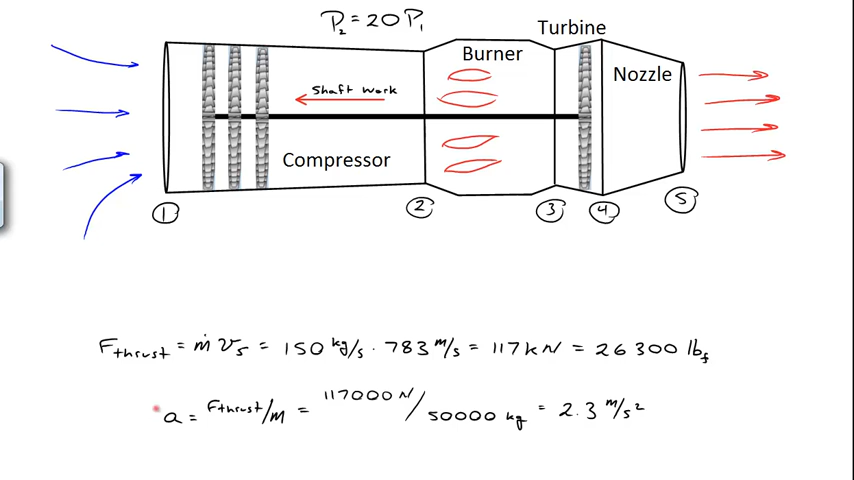 P₂ = 20 P₁
Turbine
Burner
Nozzle
Shaft work
Compressor
1 2 3 4 5
F_thrust = ṁ v₅ = 150 kg/s · 783 m/s = 117 kN = 26 300 lb_f
a = F_thrust/m = 117000 N / 50000 kg = 2.3 m/s²